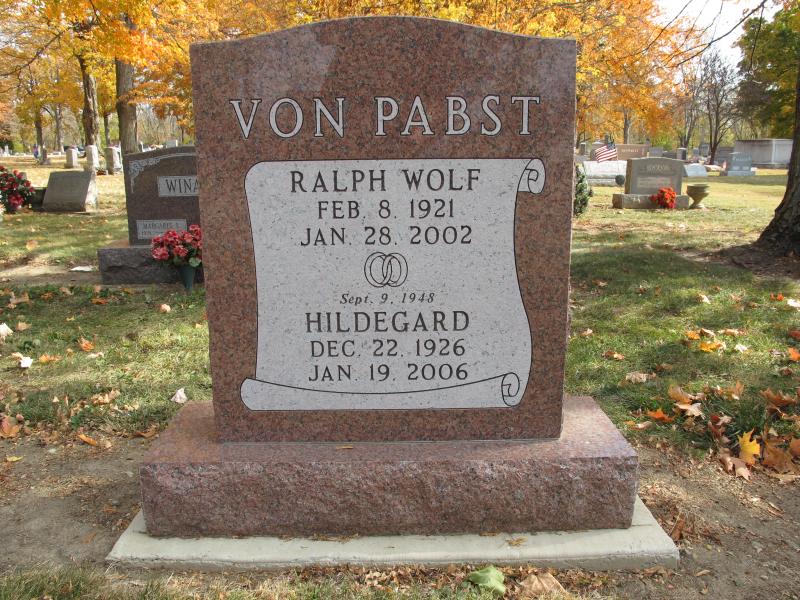 VON PABST
RALPH WOLF
FEB. 8. 1921
JAN. 28. 2002
Sept. 9, 1948
HILDEGARD
DEC. 22. 1926
JAN 19. 2006
WINA